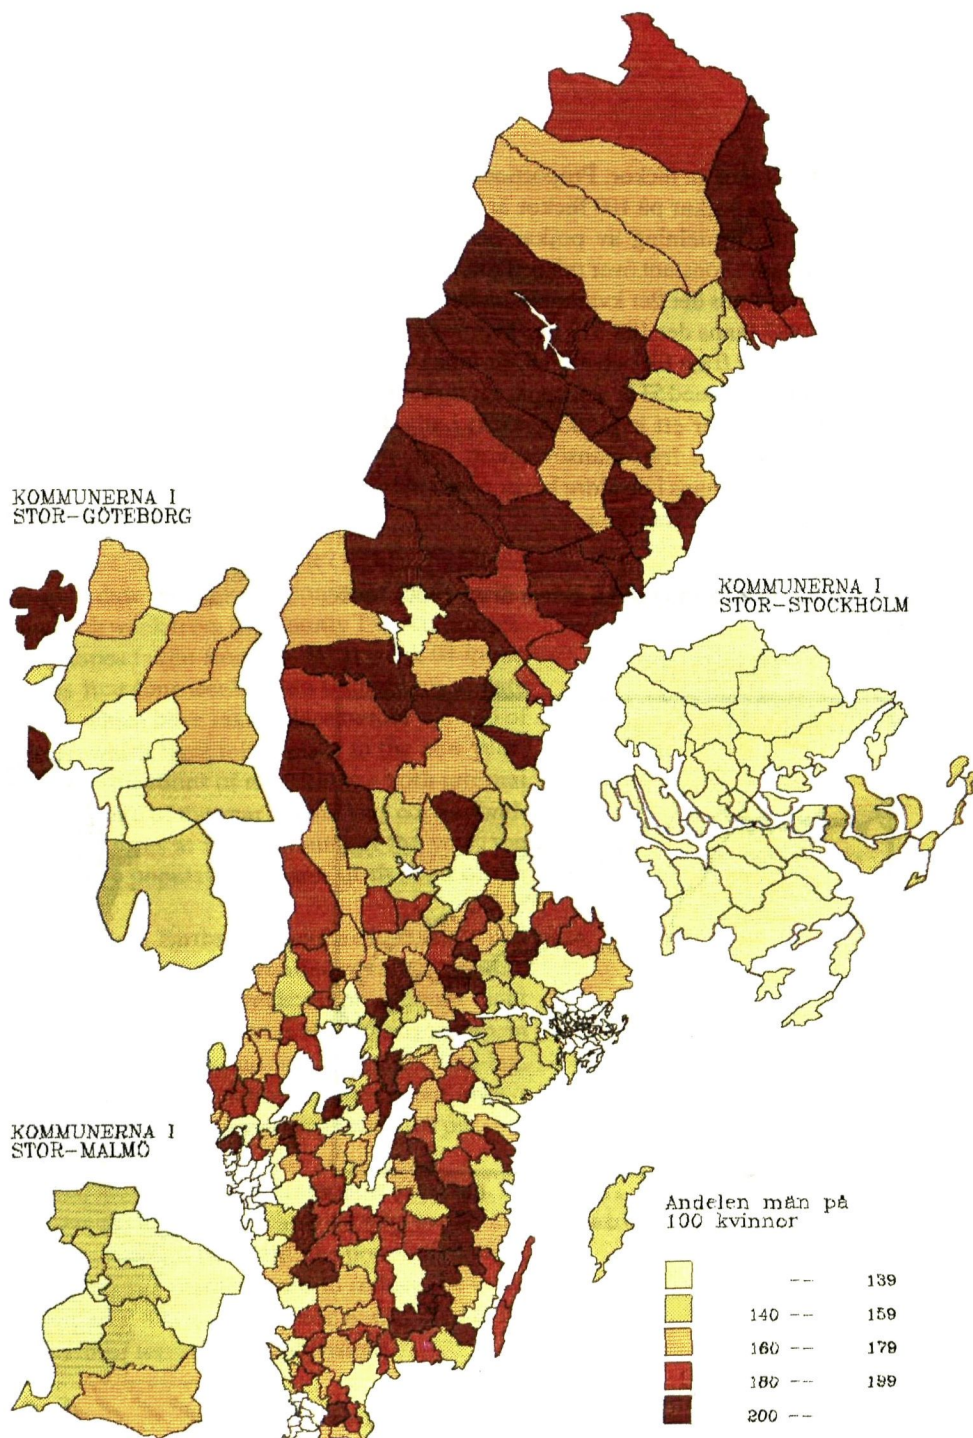 KOMMUNERNA I
STOR-GÖTEBORG
KOMMUNERNA I
STOR-STOCKHOLM
KOMMUNERNA I
STOR-MALMÖ
Andelen män på
100 kvinnor
-- 139
140 -- 159
160 -- 179
180 -- 199
200 --